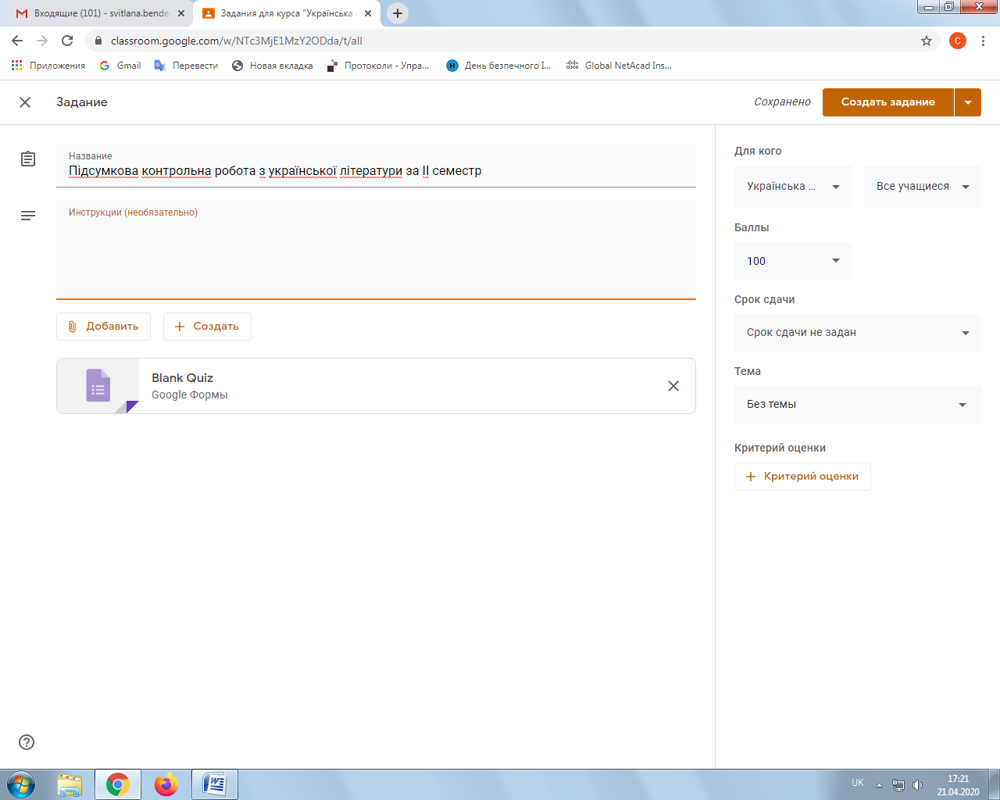 Входящие (101) - svitlana.bende
Задания для курса "Українська
classroom.google.com/w/NTc3MjE1MzY2ODda/t/all
С
Приложения
Gmail
Перевести
Новая вкладка
Протоколи - Упра...
День безпечного І...
Global NetAcad Ins...
Задание
Сохранено
Создать задание
Название
Підсумкова контрольна робота з української літератури за ІІ семестр
Инструкции (необязательно)
Добавить
Создать
Blank Quiz
Google Формы
Для кого
Українська ...
Все учащиеся
Баллы
100
Срок сдачи
Срок сдачи не задан
Тема
Без темы
Критерий оценки
Критерий оценки
UK
17:21
21.04.2020